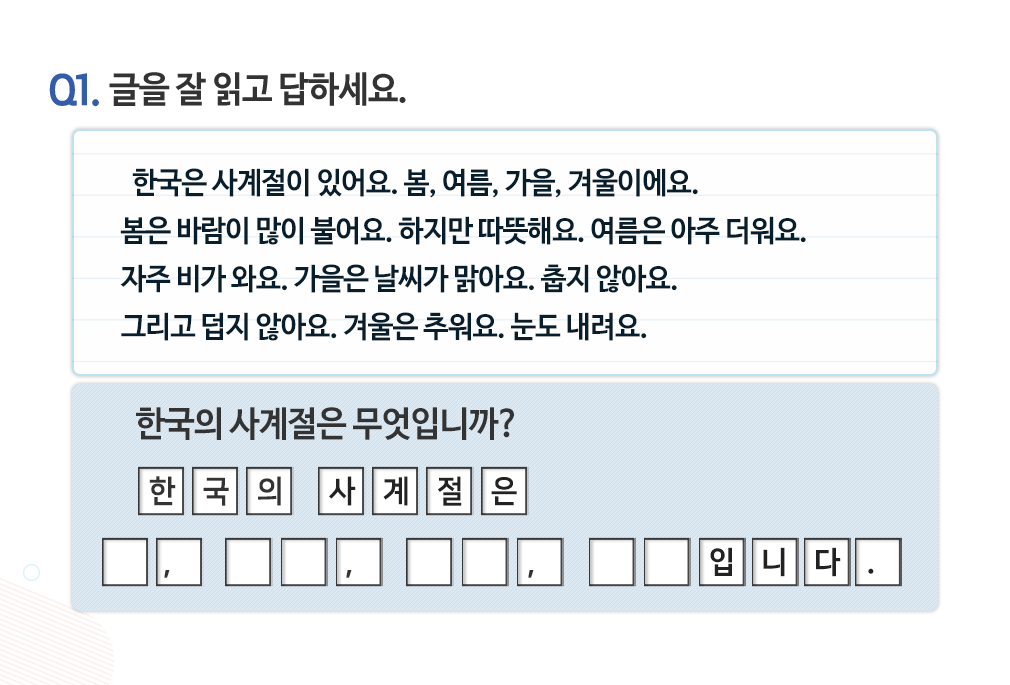 Q1. 글을 잘 읽고 답하세요.
한국은 사계절이 있어요. 봄, 여름, 가을, 겨울이에요.
봄은 바람이 많이 불어요. 하지만 따뜻해요. 여름은 아주 더워요.
자주 비가 와요. 가을은 날씨가 맑아요. 춥지 않아요.
그리고 덥지 않아요. 겨울은 추워요. 눈도 내려요.
한국의 사계절은 무엇입니까?
한국의 사계절은
, , , 입니다.